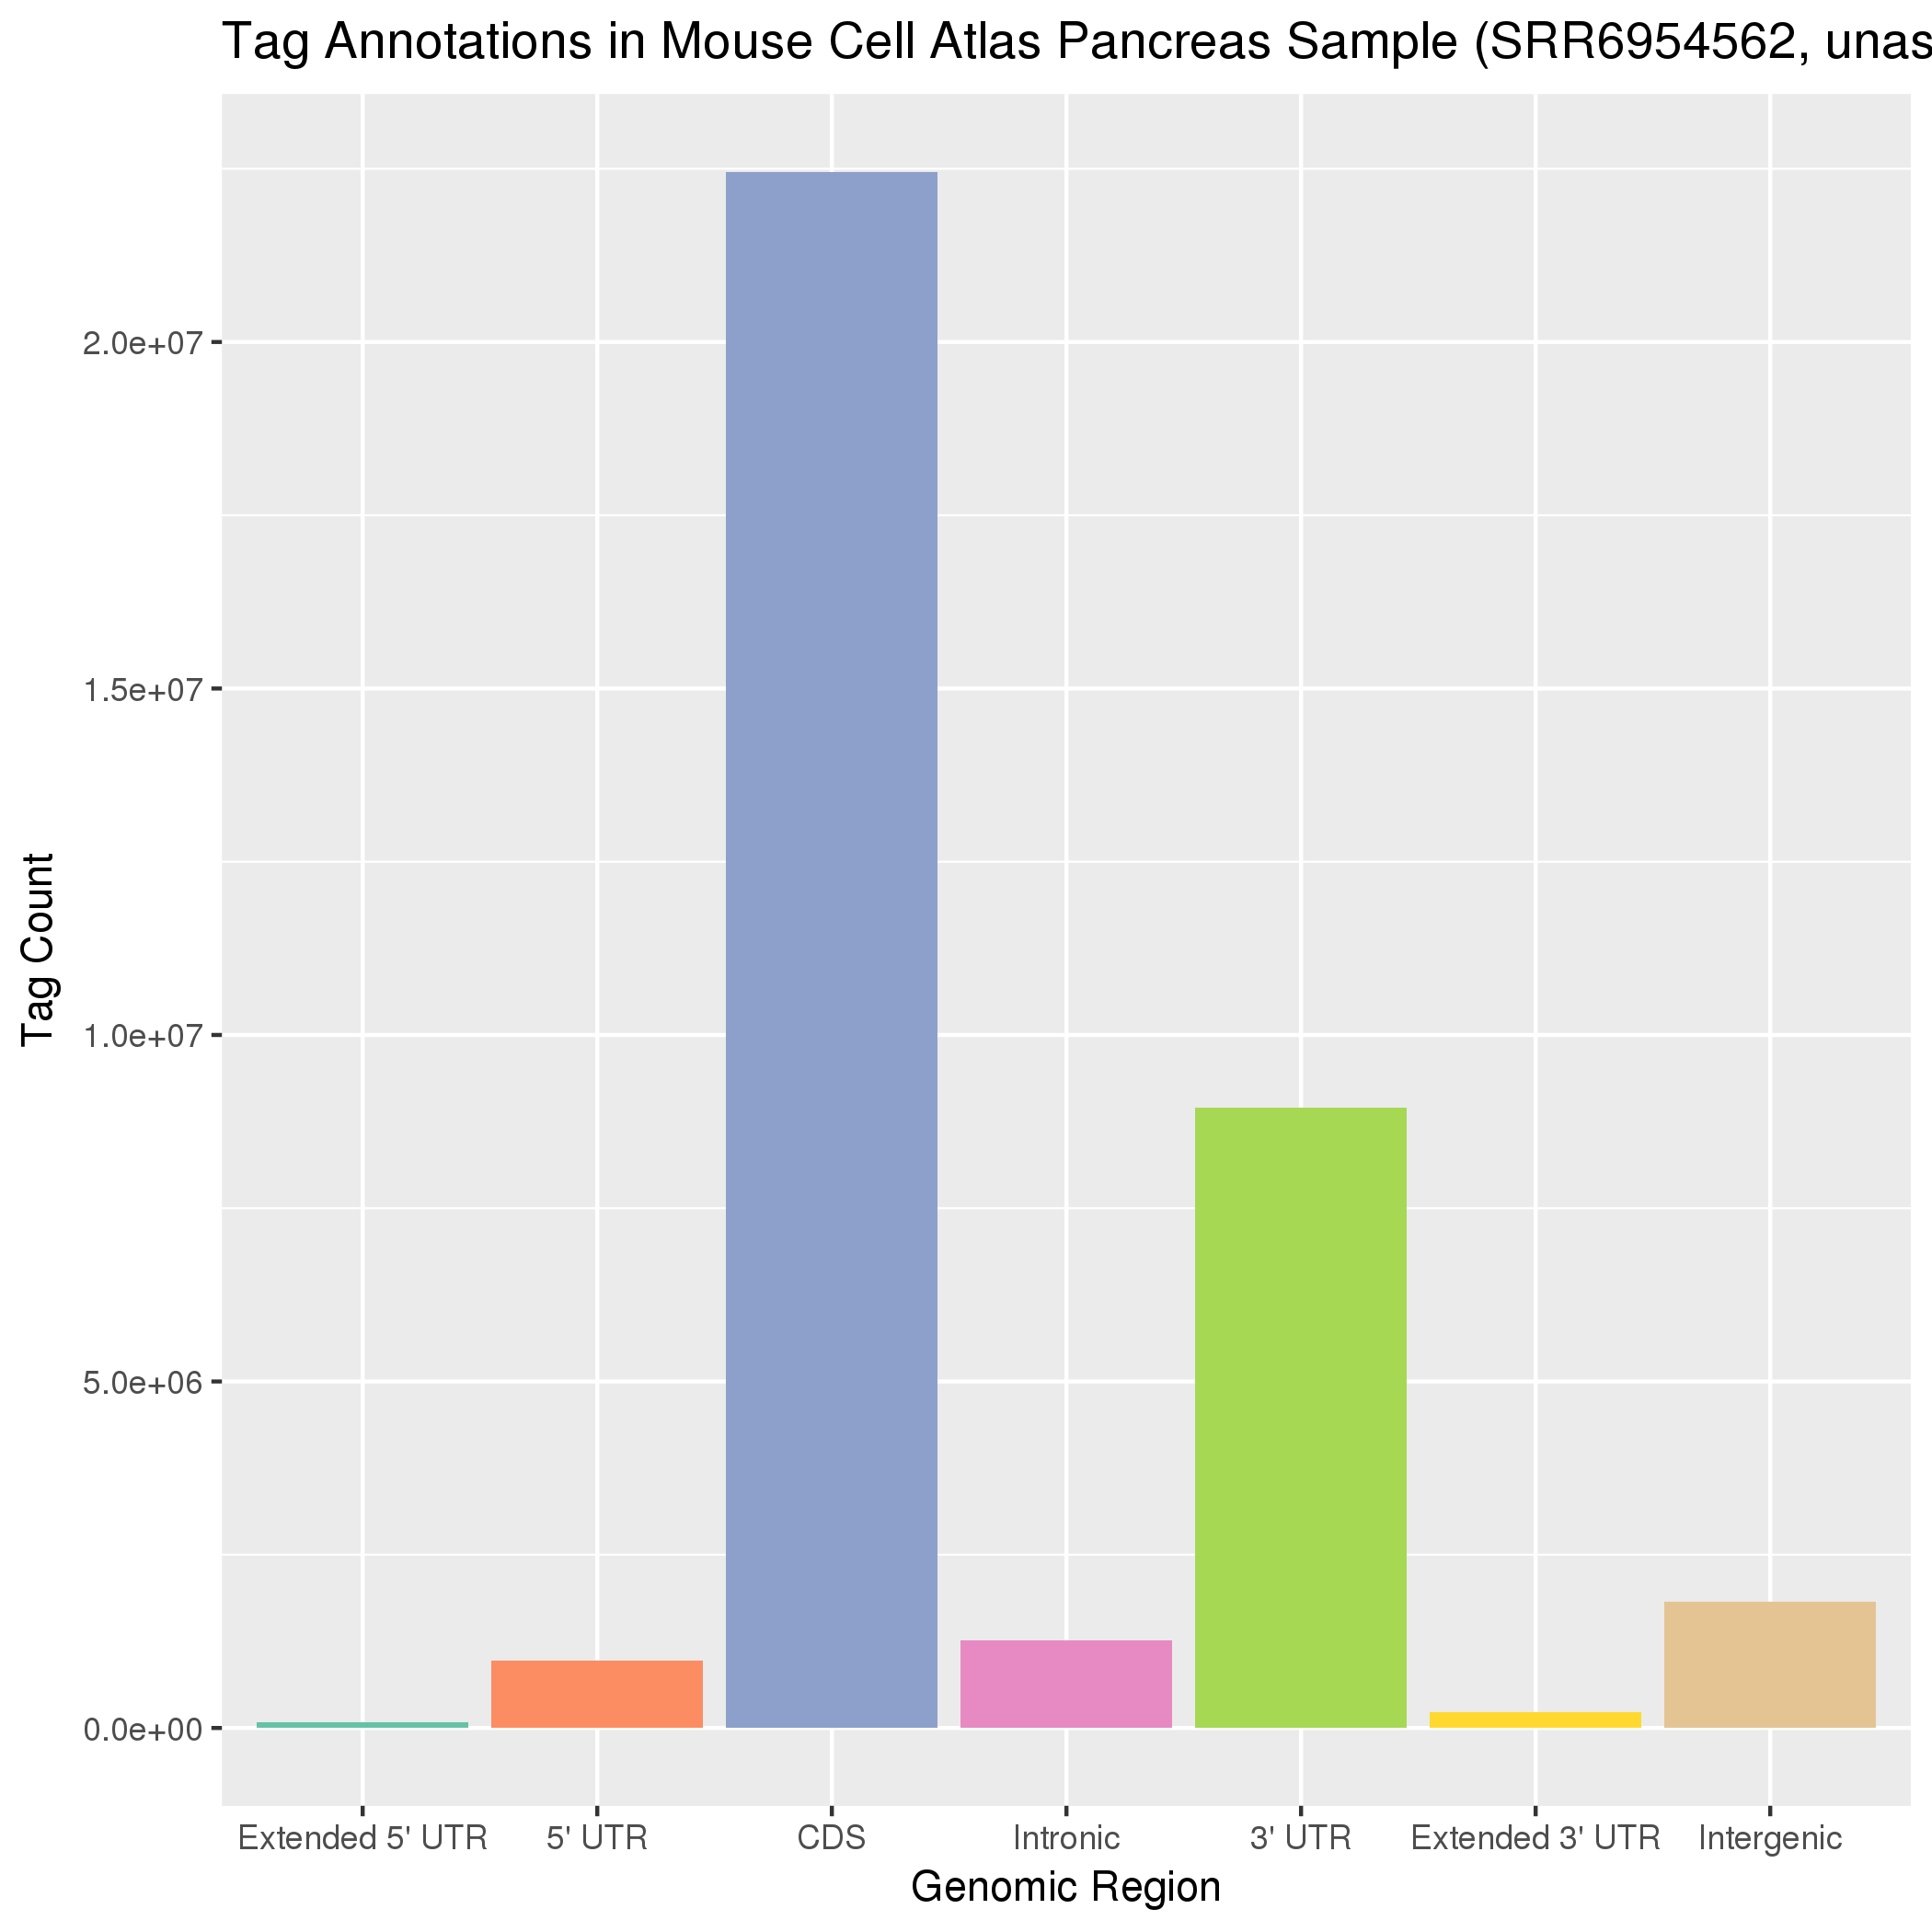 Tag Annotations in Mouse Cell Atlas Pancreas Sample (SRR6954562, unas
Tag Count
2.0e+07
1.5e+07
1.0e+07
5.0e+06
0.0e+00
Extended 5' UTR 5' UTR CDS Intronic 3' UTR Extended 3' UTR Intergenic
Genomic Region